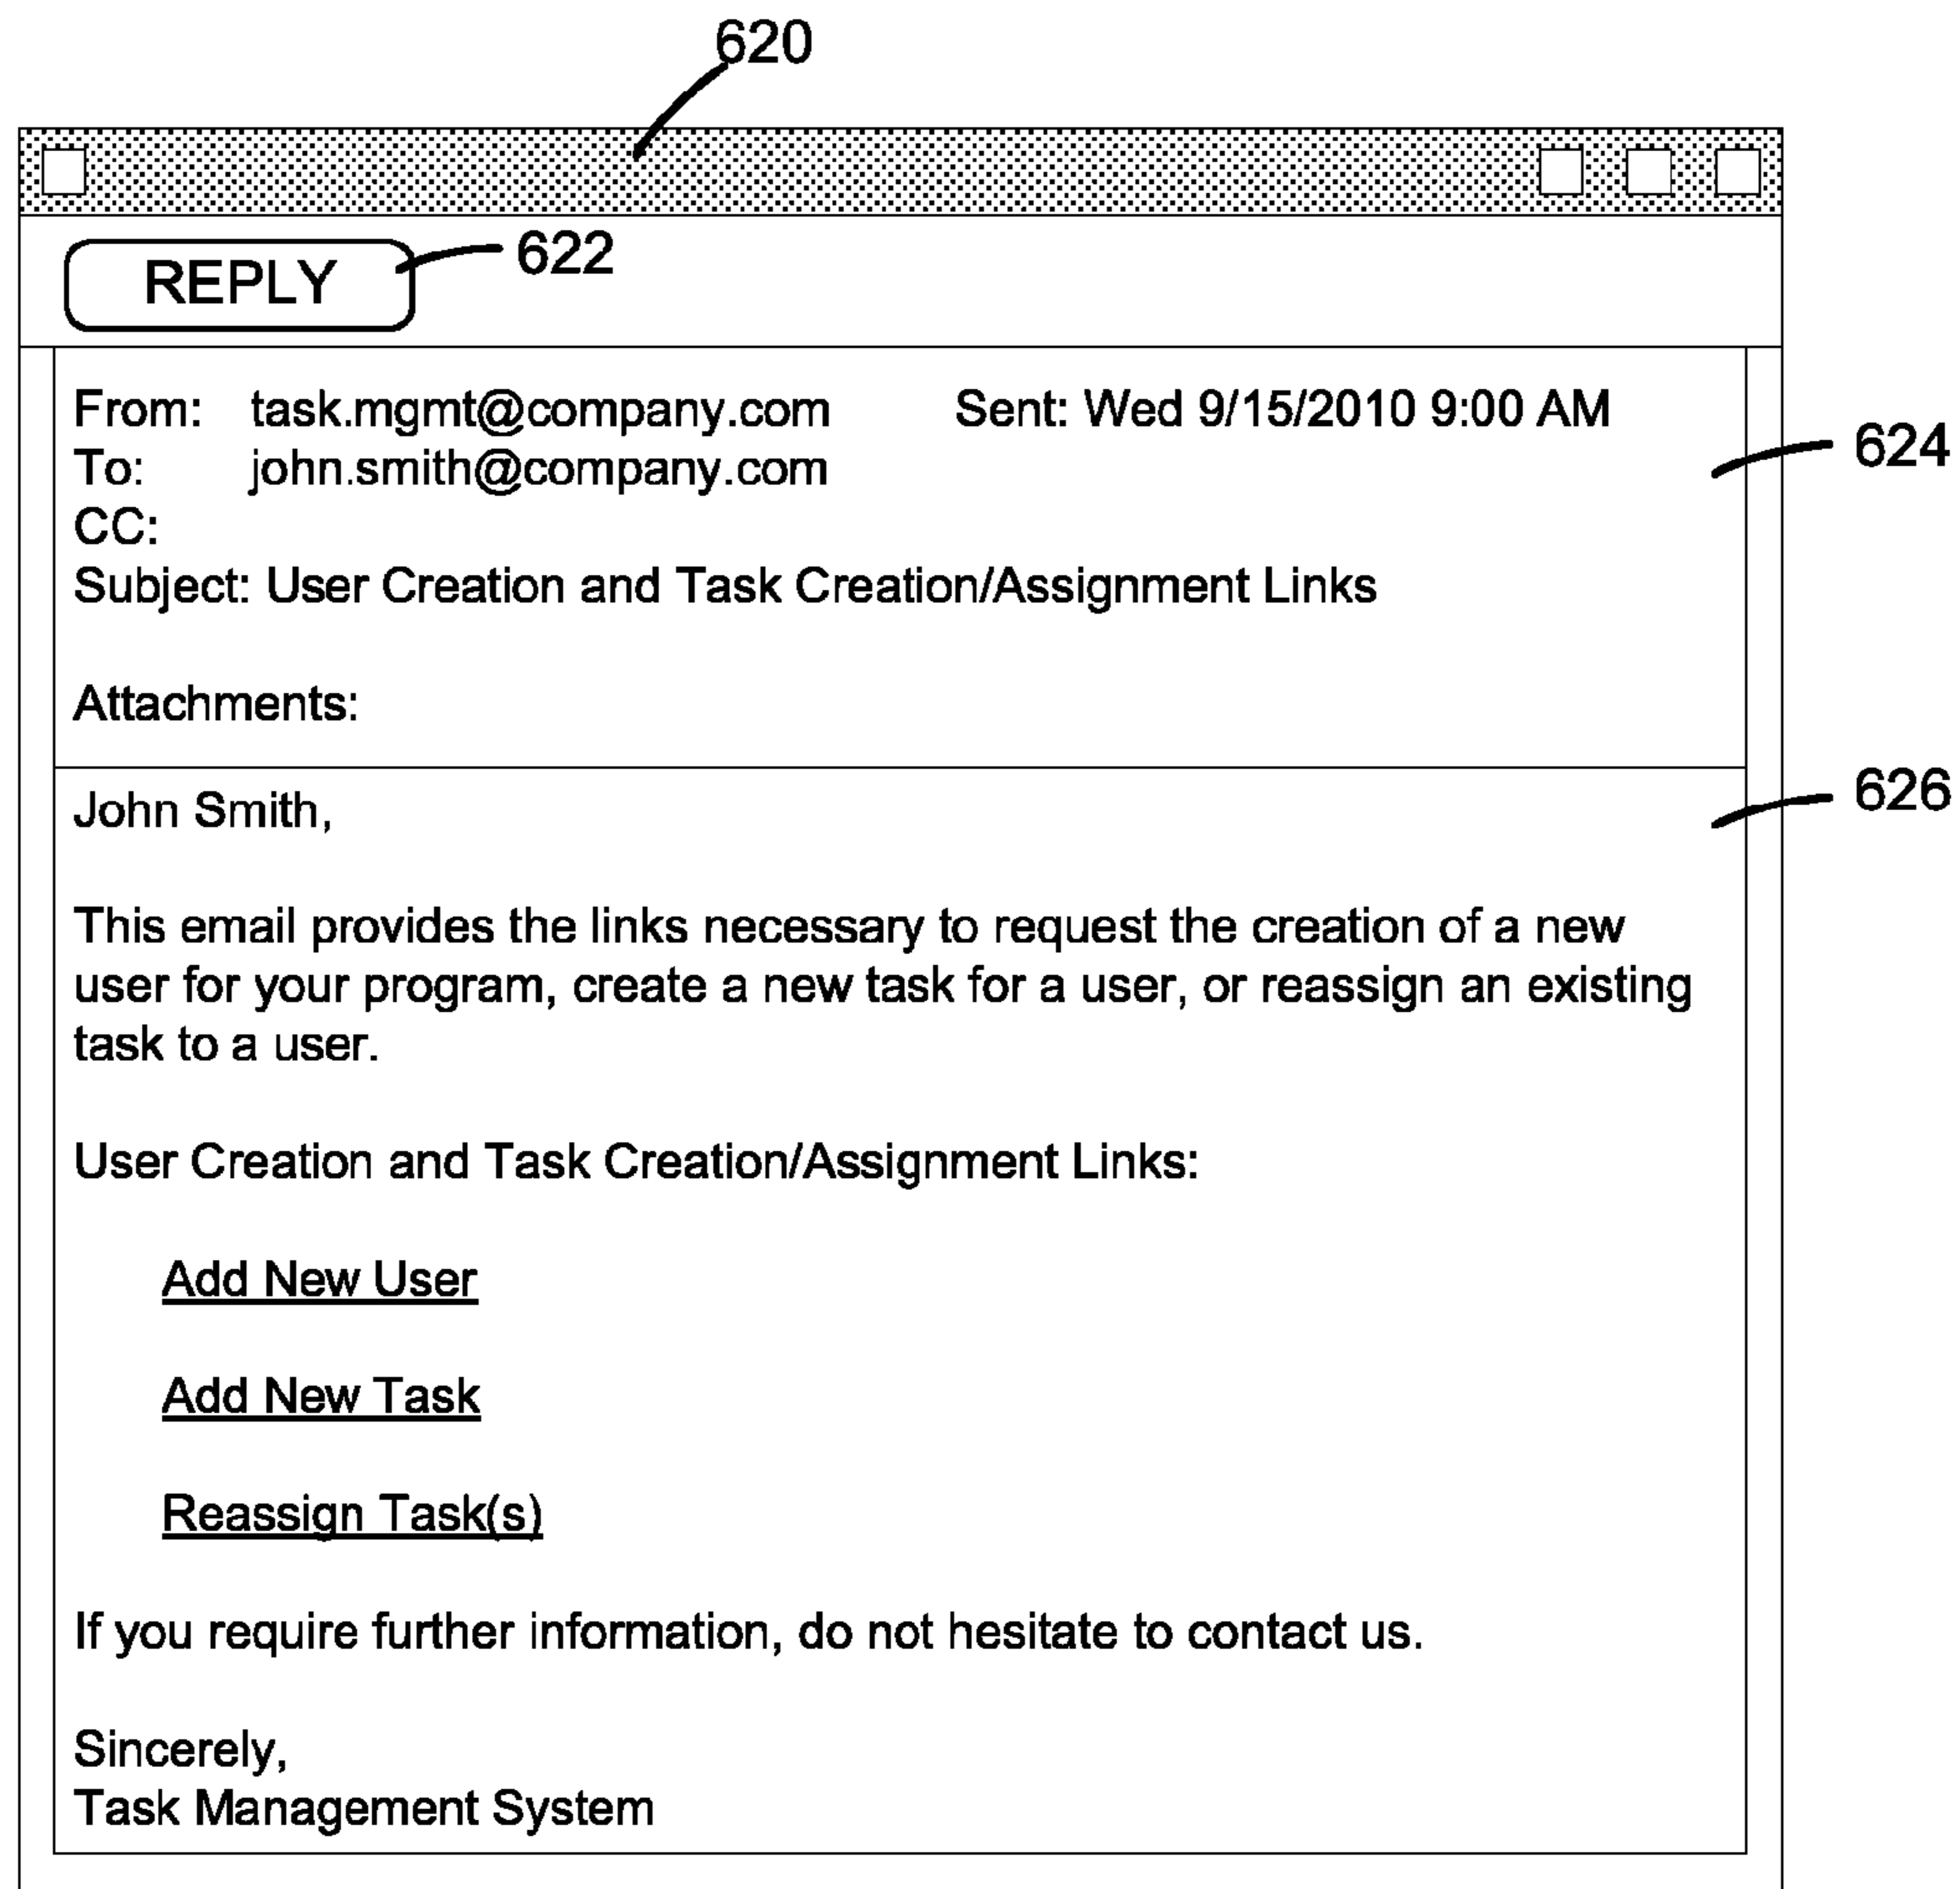 620
REPLY
622
From: task.mgmt@company.com Sent: Wed 9/15/2010 9:00 AM
624
To: john.smith@company.com
CC:
Subject: User Creation and Task Creation/Assignment Links
Attachments:
626
John Smith,
This email provides the links necessary to request the creation of a new
user for your program, create a new task for a user, or reassign an existing
task to a user.
User Creation and Task Creation/Assignment Links:
Add New User
Add New Task
Reassign Task(s)
If you require further information, do not hesitate to contact us.
Sincerely,
Task Management System